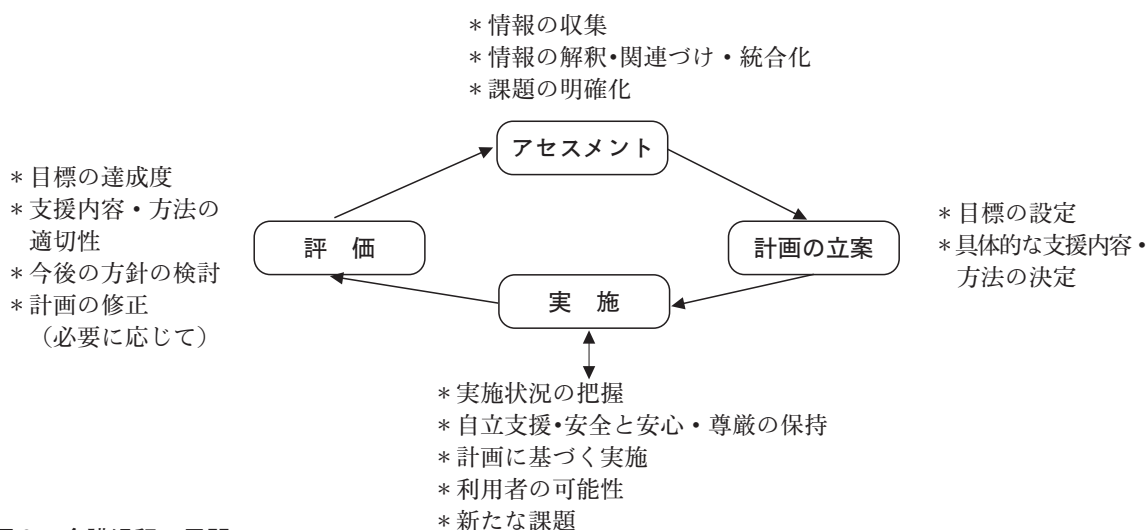 ＊情報の収集
＊情報の解釈・関連づけ・統合化
＊課題の明確化
アセスメント
＊目標の達成度
＊支援内容・方法の
適切性
＊今後の方針の検討
＊計画の修正
（必要に応じて）
評　価
計画の立案
＊目標の設定
＊具体的な支援内容・
方法の決定
実　施
＊実施状況の把握
＊自立支援・安全と安心・尊厳の保持
＊計画に基づく実施
＊利用者の可能性
＊新たな課題